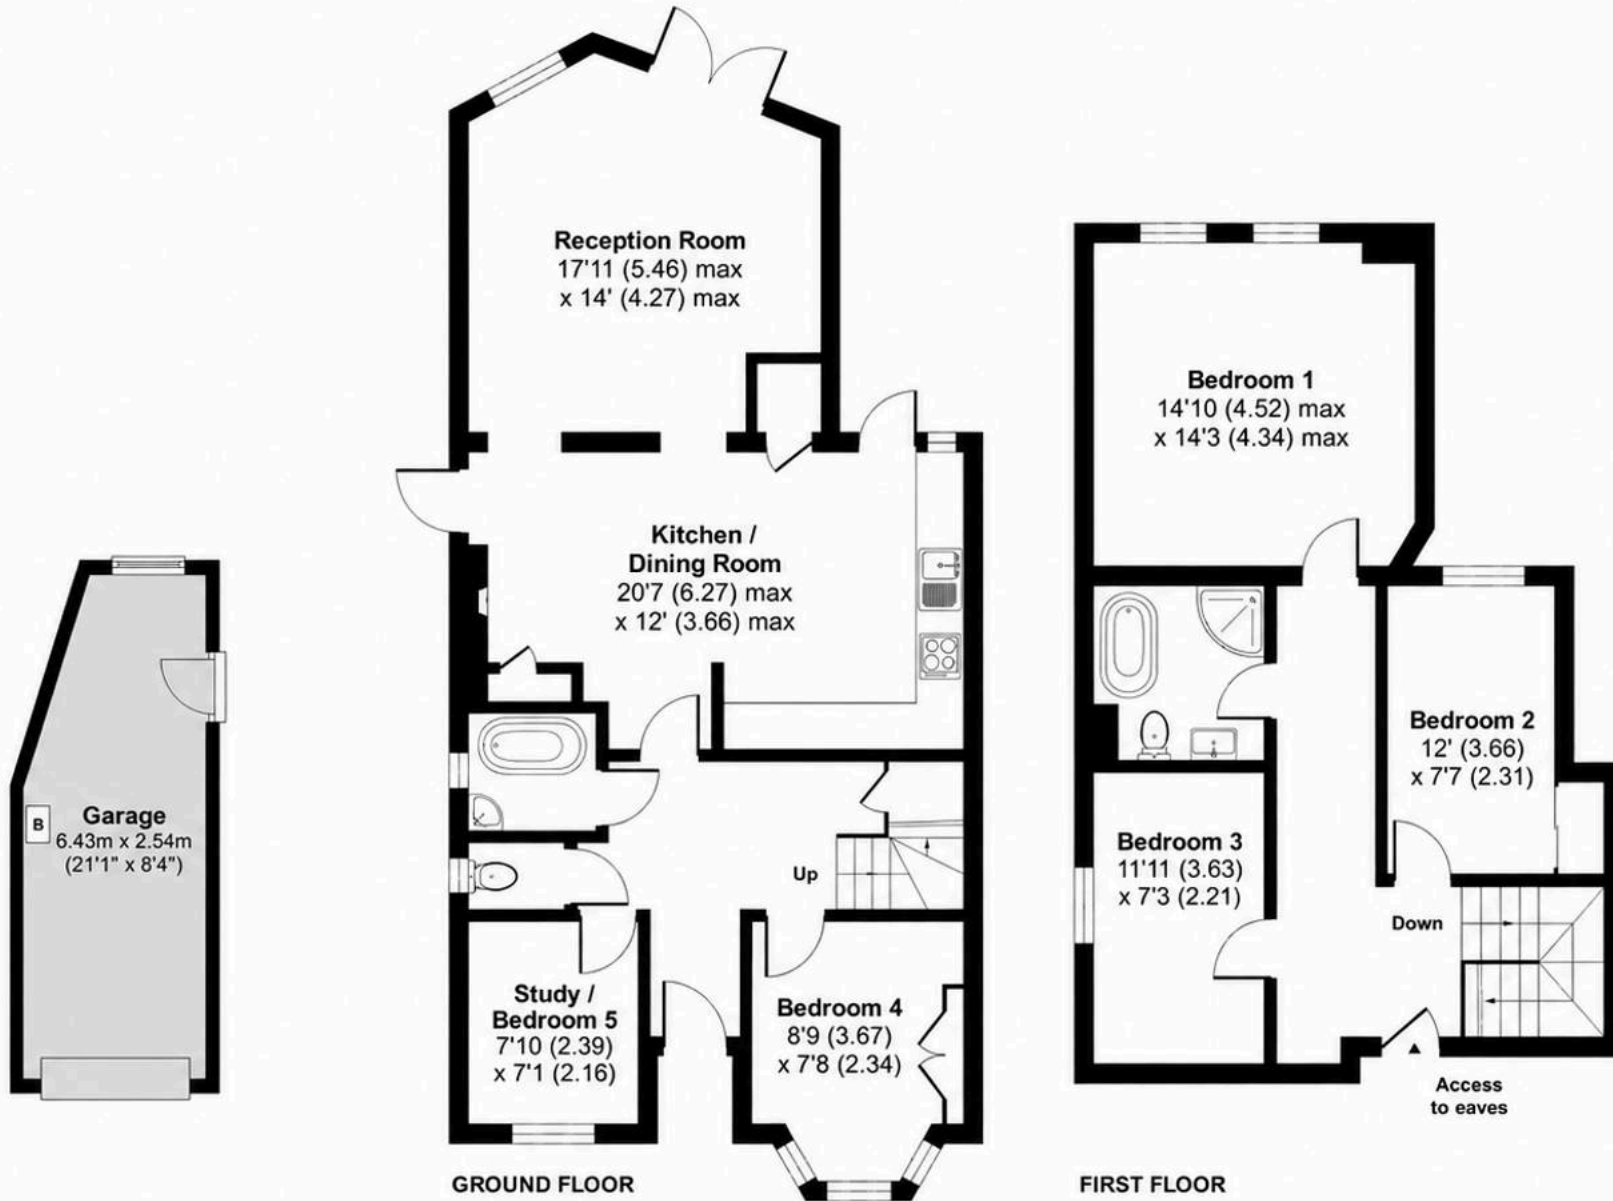 Reception Room
17'11 (5.46) max
x 14' (4.27) max
Kitchen /
Dining Room
20'7 (6.27) max
x 12' (3.66) max
B
Garage
6.43m x 2.54m
(21'1" x 8'4")
Up
Study /
Bedroom 5
7'10 (2.39)
x 7'1 (2.16)
Bedroom 4
8'9 (3.67)
x 7'8 (2.34)
GROUND FLOOR
Bedroom 1
14'10 (4.52) max
x 14'3 (4.34) max
Bedroom 2
12' (3.66)
x 7'7 (2.31)
Bedroom 3
11'11 (3.63)
x 7'3 (2.21)
Down
Access
to eaves
FIRST FLOOR